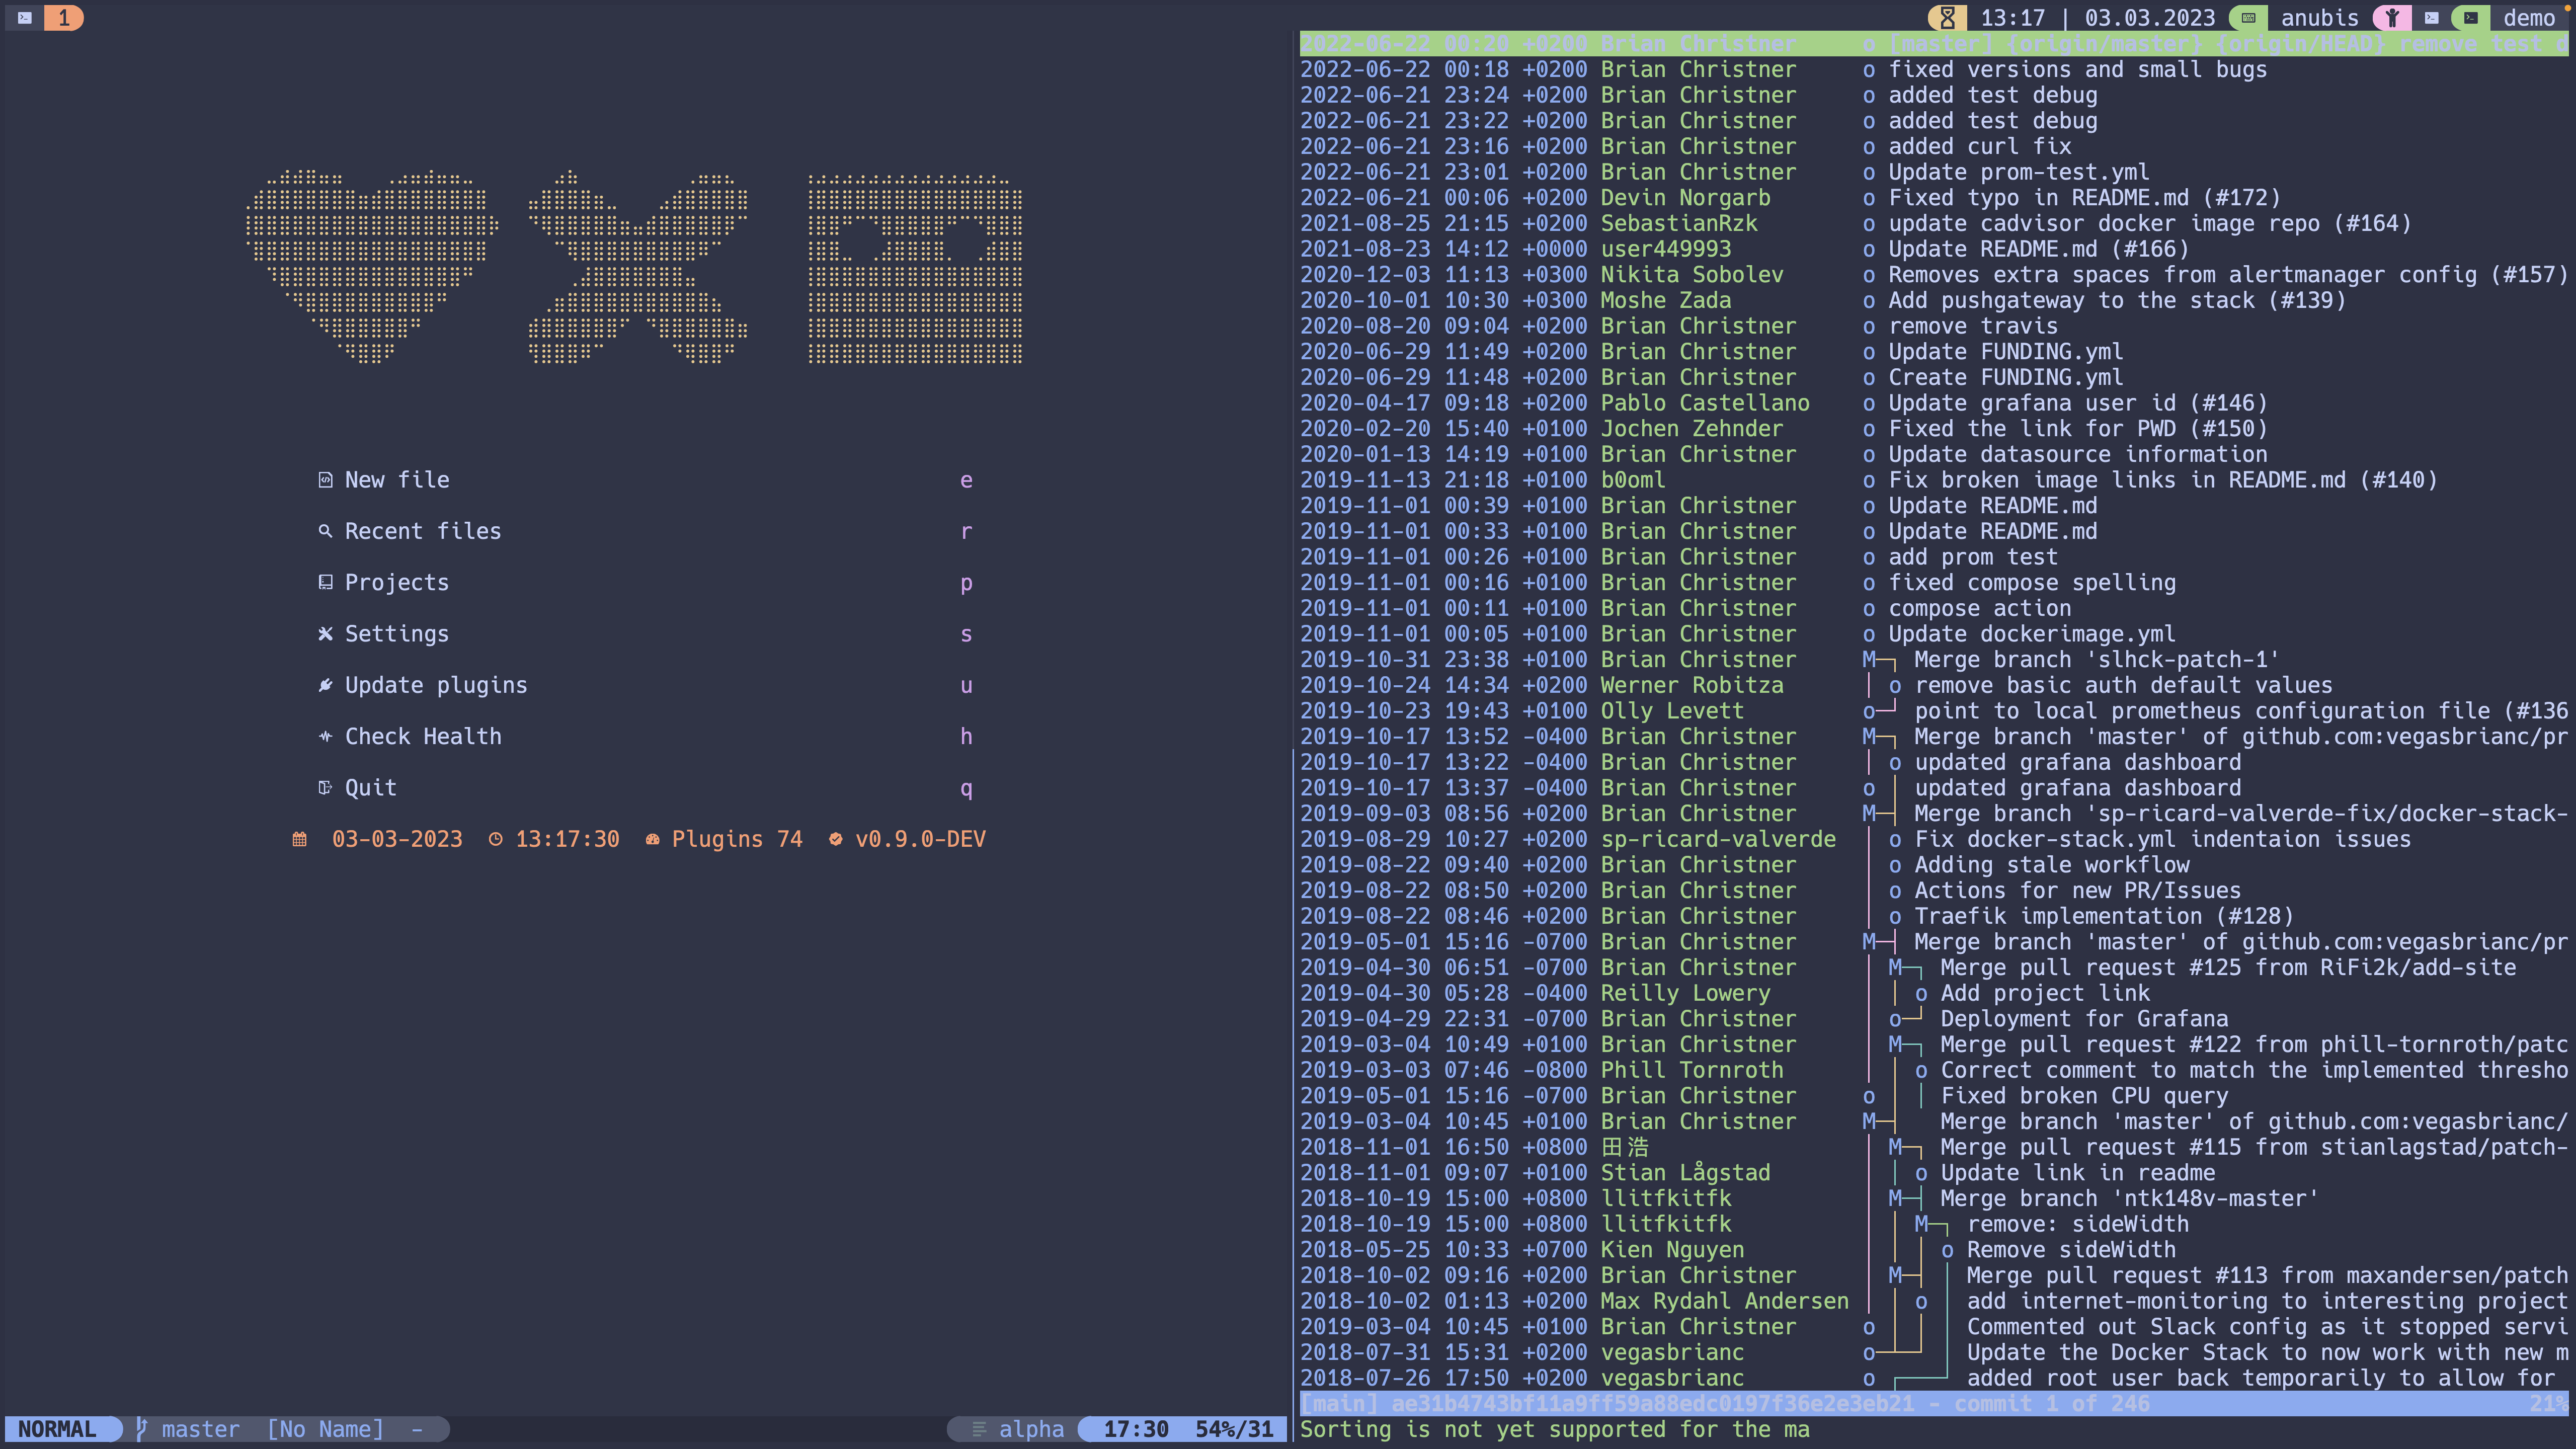 1
13:17 | 03.03.2023 anubis demo
New file e
Recent files r
Projects p
Settings s
Update plugins u
Check Health h
Quit q
03-03-2023 13:17:30 Plugins 74 v0.9.0-DEV
NORMAL master [No Name] - alpha 17:30 54%/31
2022-06-22 00:20 +0200 Brian Christner o [master] {origin/master} {origin/HEAD} remove test d
2022-06-22 00:18 +0200 Brian Christner o fixed versions and small bugs
2022-06-21 23:24 +0200 Brian Christner o added test debug
2022-06-21 23:22 +0200 Brian Christner o added test debug
2022-06-21 23:16 +0200 Brian Christner o added curl fix
2022-06-21 23:01 +0200 Brian Christner o Update prom-test.yml
2022-06-21 00:06 +0200 Devin Norgarb o Fixed typo in README.md (#172)
2021-08-25 21:15 +0200 SebastianRzk o update cadvisor docker image repo (#164)
2021-08-23 14:12 +0000 user449993 o Update README.md (#166)
2020-12-03 11:13 +0300 Nikita Sobolev o Removes extra spaces from alertmanager config (#157)
2020-10-01 10:30 +0300 Moshe Zada o Add pushgateway to the stack (#139)
2020-08-20 09:04 +0200 Brian Christner o remove travis
2020-06-29 11:49 +0200 Brian Christner o Update FUNDING.yml
2020-06-29 11:48 +0200 Brian Christner o Create FUNDING.yml
2020-04-17 09:18 +0200 Pablo Castellano o Update grafana user id (#146)
2020-02-20 15:40 +0100 Jochen Zehnder o Fixed the link for PWD (#150)
2020-01-13 14:19 +0100 Brian Christner o Update datasource information
2019-11-13 21:18 +0100 b0oml o Fix broken image links in README.md (#140)
2019-11-01 00:39 +0100 Brian Christner o Update README.md
2019-11-01 00:33 +0100 Brian Christner o Update README.md
2019-11-01 00:26 +0100 Brian Christner o add prom test
2019-11-01 00:16 +0100 Brian Christner o fixed compose spelling
2019-11-01 00:11 +0100 Brian Christner o compose action
2019-11-01 00:05 +0100 Brian Christner o Update dockerimage.yml
2019-10-31 23:38 +0100 Brian Christner M─┐ Merge branch 'slhck-patch-1'
2019-10-24 14:34 +0200 Werner Robitza │ o remove basic auth default values
2019-10-23 19:43 +0100 Olly Levett o─┘ point to local prometheus configuration file (#136
2019-10-17 13:52 -0400 Brian Christner M─┐ Merge branch 'master' of github.com:vegasbrianc/pr
2019-10-17 13:22 -0400 Brian Christner │ o updated grafana dashboard
2019-10-17 13:37 -0400 Brian Christner o │ updated grafana dashboard
2019-09-03 08:56 +0200 Brian Christner M─┤ Merge branch 'sp-ricard-valverde-fix/docker-stack-
2019-08-29 10:27 +0200 sp-ricard-valverde │ o Fix docker-stack.yml indentaion issues
2019-08-22 09:40 +0200 Brian Christner │ o Adding stale workflow
2019-08-22 08:50 +0200 Brian Christner │ o Actions for new PR/Issues
2019-08-22 08:46 +0200 Brian Christner │ o Traefik implementation (#128)
2019-05-01 15:16 -0700 Brian Christner M─┤ Merge branch 'master' of github.com:vegasbrianc/pr
2019-04-30 06:51 -0700 Brian Christner │ M─┐ Merge pull request #125 from RiFi2k/add-site
2019-04-30 05:28 -0400 Reilly Lowery │ │ o Add project link
2019-04-29 22:31 -0700 Brian Christner │ o─┘ Deployment for Grafana
2019-03-04 10:49 +0100 Brian Christner │ M─┐ Merge pull request #122 from phill-tornroth/patc
2019-03-03 07:46 -0800 Phill Tornroth │ │ o Correct comment to match the implemented thresho
2019-05-01 15:16 -0700 Brian Christner o │ │ Fixed broken CPU query
2019-03-04 10:45 +0100 Brian Christner M─┤ Merge branch 'master' of github.com:vegasbrianc/
2018-11-01 16:50 +0800 田浩 │ M─┐ Merge pull request #115 from stianlagstad/patch-
2018-11-01 09:07 +0100 Stian Lågstad │ │ o Update link in readme
2018-10-19 15:00 +0800 llitfkitfk │ M─┤ Merge branch 'ntk148v-master'
2018-10-19 15:00 +0800 llitfkitfk │ │ M─┐ remove: sideWidth
2018-05-25 10:33 +0700 Kien Nguyen │ │ │ o Remove sideWidth
2018-10-02 09:16 +0200 Brian Christner │ M─┤ │ Merge pull request #113 from maxandersen/patch
2018-10-02 01:13 +0200 Max Rydahl Andersen │ │ o │ add internet-monitoring to interesting project
2019-03-04 10:45 +0100 Brian Christner o │ │ │ Commented out Slack config as it stopped servi
2018-07-31 15:31 +0200 vegasbrianc o─┴─┘ │ Update the Docker Stack to now work with new m
2018-07-26 17:50 +0200 vegasbrianc o ┌───┘ added root user back temporarily to allow for
[main] ae31b4743bf11a9ff59a88edc0197f36e2e3eb21 - commit 1 of 246 21%
Sorting is not yet supported for the ma